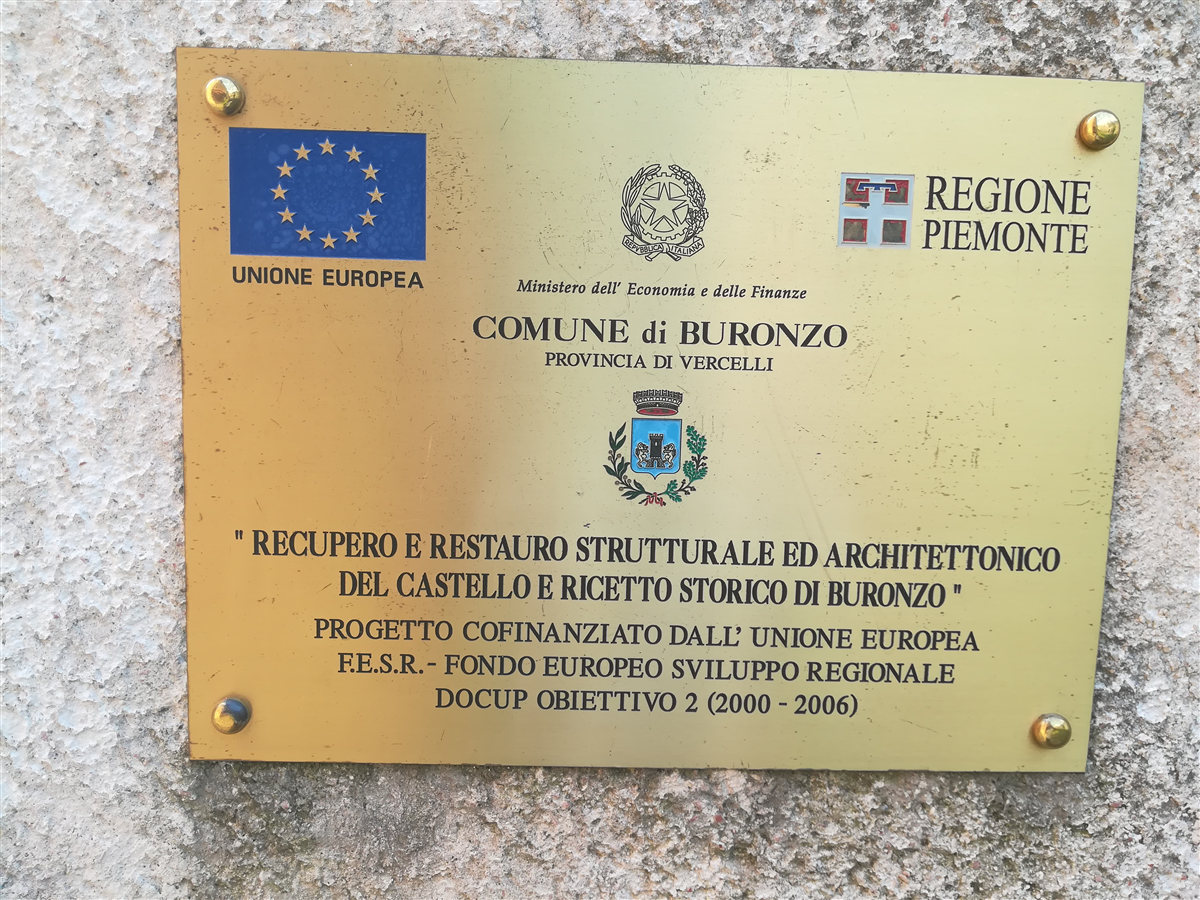 UNIONE EUROPEA
REPVBBLICA ITALIANA
Ministero dell' Economia e delle Finanze
REGIONE
PIEMONTE
COMUNE di BURONZO
PROVINCIA DI VERCELLI
" RECUPERO E RESTAURO STRUTTURALE ED ARCHITETTONICO
DEL CASTELLO E RICETTO STORICO DI BURONZO "
PROGETTO COFINANZIATO DALL' UNIONE EUROPEA
F.E.S.R. - FONDO EUROPEO SVILUPPO REGIONALE
DOCUP OBIETTIVO 2 (2000 - 2006)